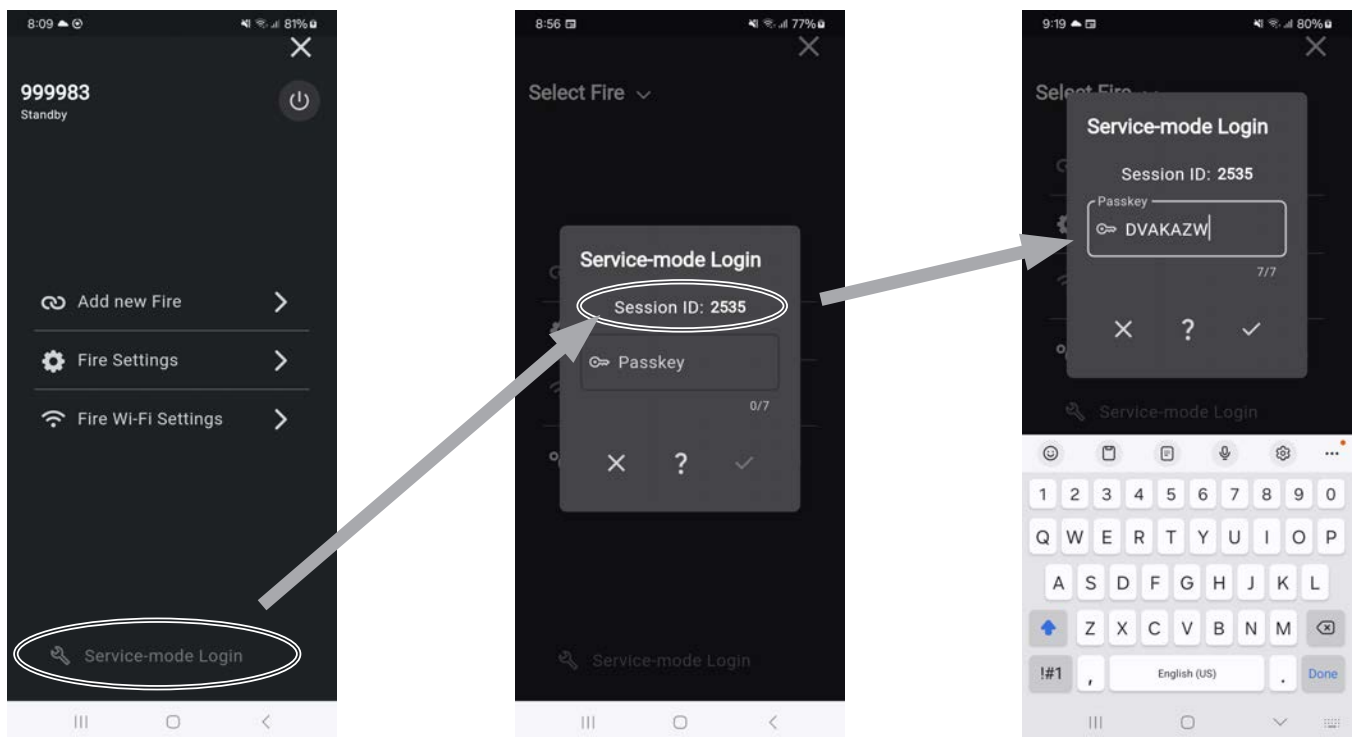 8:09
81%
999983
Standby
Add new Fire
Fire Settings
Fire Wi-Fi Settings
Service-mode Login
8:56
77%
Select Fire
Service-mode Login
Session ID: 2535
Passkey
0/7
? 
Service-mode Login
9:19
80%
Select Fire
Service-mode Login
Session ID: 2535
Passkey
DVAKAZW
7/7
?
Service-mode Login
1 2 3 4 5 6 7 8 9 0
Q W E R T Y U I O P
A S D F G H J K L
Z X C V B N M
!#1 , English (US) . Done